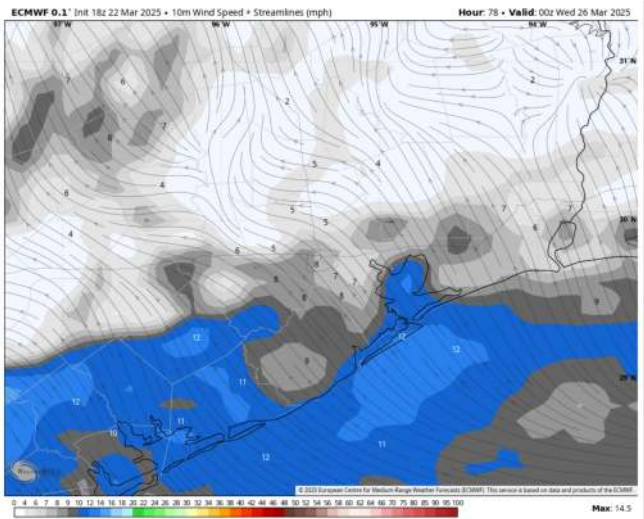 ECMWF 0.1° Init 18z 22 Mar 2025 • 10m Wind Speed + Streamlines (mph) Hour: 78 • Valid: 00z Wed 26 Mar 2025
97°W 96°W 95°W 94°W
31°N
7 6 2
2
7
8
5 4
6 4
5 7 7
5 30°N
4 6
6 5
8
8 7 7
8 8 9
12 12 12
9 29°N
11
12
11
10 11
12
© 2025 European Centre for Medium-Range Weather Forecasts (ECMWF). This service is based on data and products of the ECMWF.
0 4 5 6 7 8 9 10 12 14 16 18 20 22 24 26 28 30 32 34 36 38 40 42 44 46 48 50 52 54 56 58 60 65 70 75 80 85 90 95 100 Max: 14.5